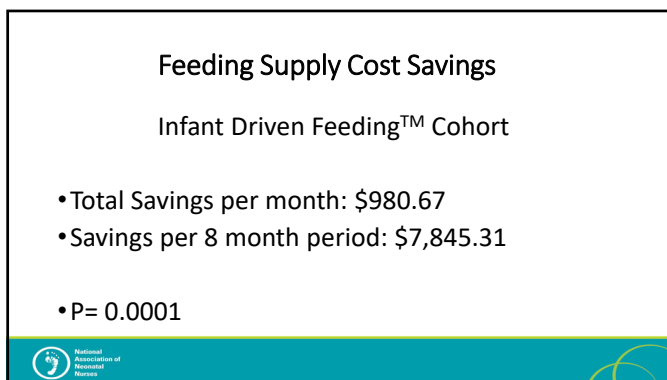 Feeding Supply Cost Savings
Infant Driven Feeding™ Cohort
•Total Savings per month: $980.67
•Savings per 8 month period: $7,845.31
•P= 0.0001
National
Association of
Neonatal
Nurses